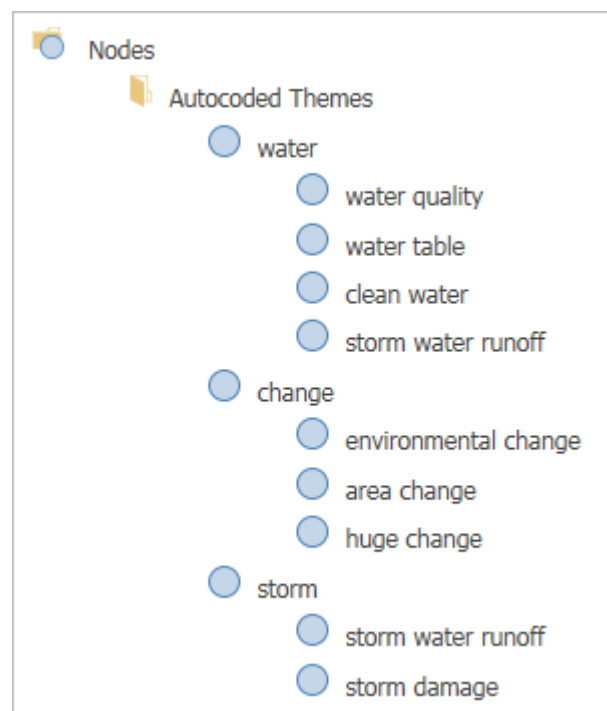 Nodes
Autocoded Themes
water
water quality
water table
clean water
storm water runoff
change
environmental change
area change
huge change
storm
storm water runoff
storm damage